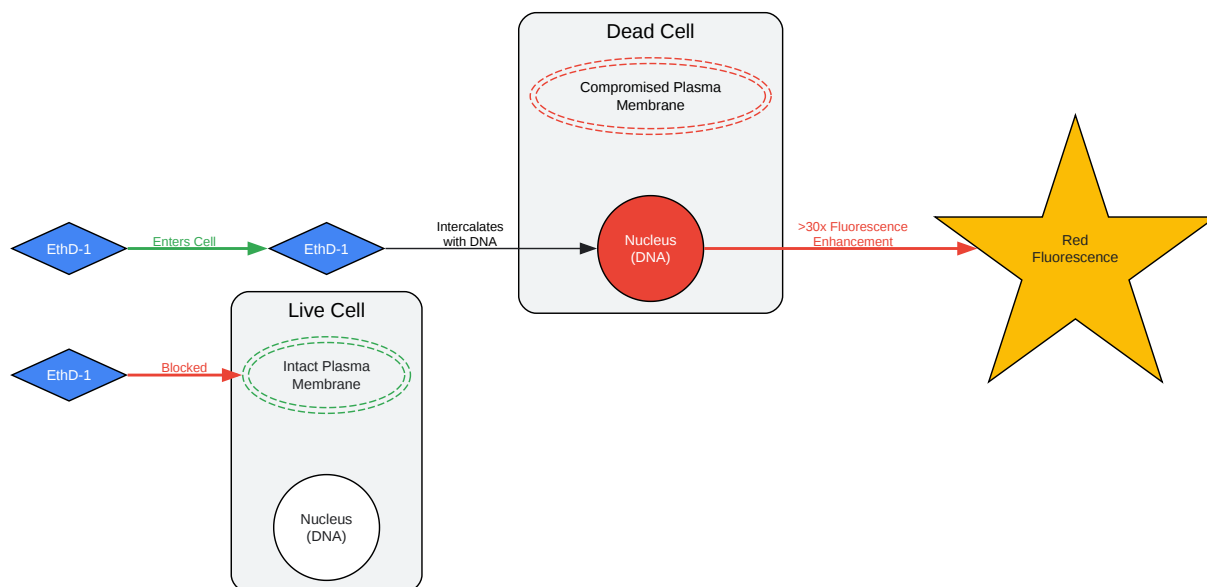 Dead Cell
Compromised Plasma
Membrane
EthD-1
Enters Cell
EthD-1
Intercalates
with DNA
Nucleus
(DNA)
>30x Fluorescence
Enhancement
Red
Fluorescence
Live Cell
EthD-1
Blocked
Intact Plasma
Membrane
Nucleus
(DNA)